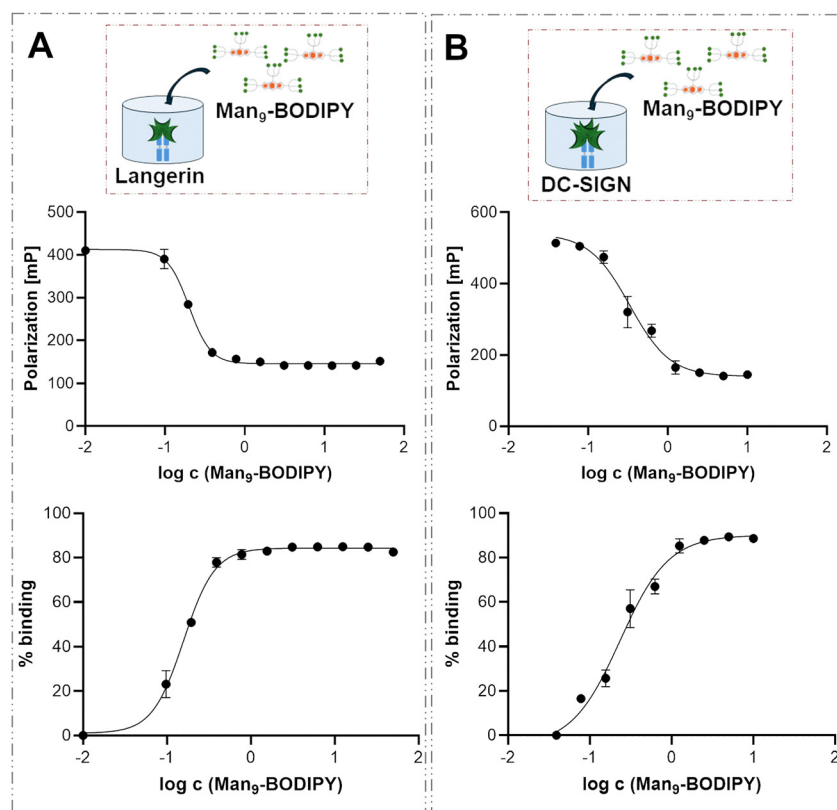 A
Man₉-BODIPY
Langerin
500
400
300
200
100
0
Polarization [mP]
-2 -1 0 1 2
log c (Man₉-BODIPY)
80
60
40
20
0
% binding
-2 -1 0 1 2
log c (Man₉-BODIPY)
B
Man₉-BODIPY
DC-SIGN
600
400
200
0
Polarization [mP]
-2 -1 0 1 2
log c (Man₉-BODIPY)
100
80
60
40
20
0
% binding
-2 -1 0 1 2
log c (Man₉-BODIPY)